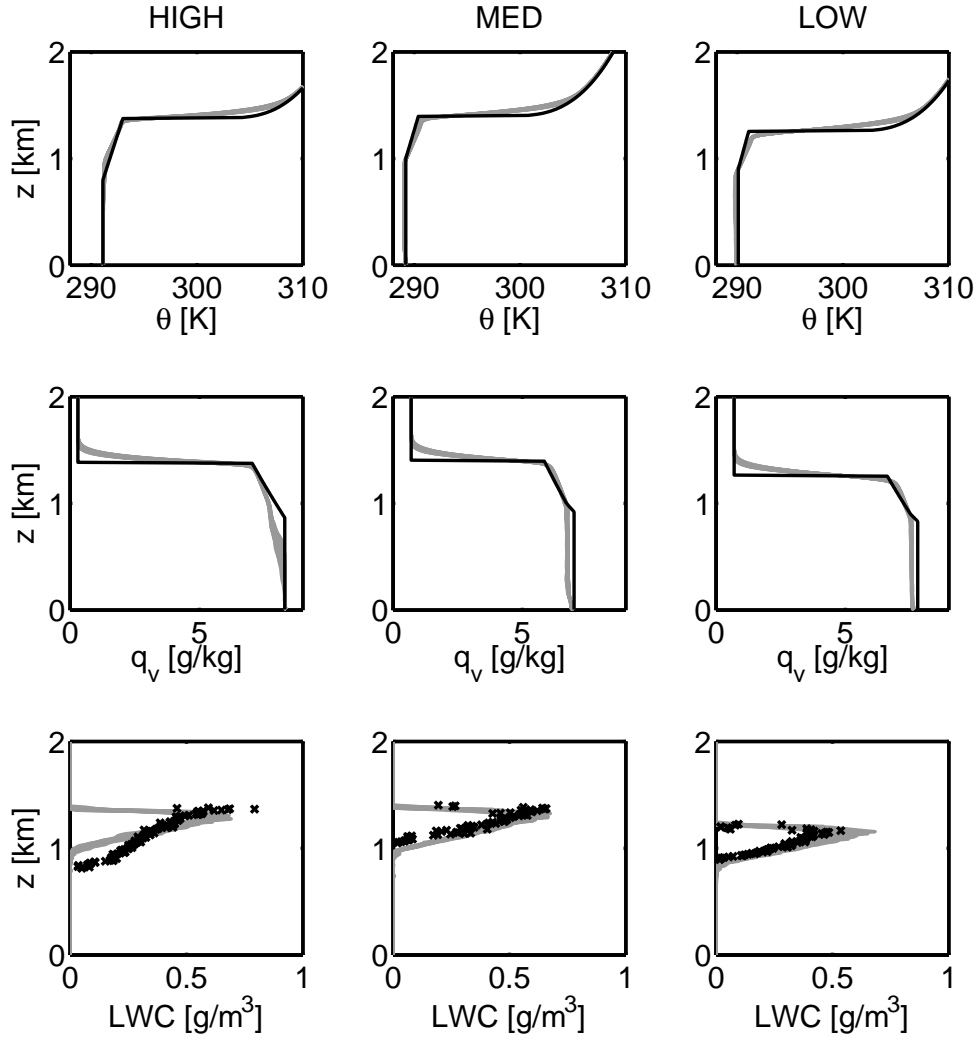 HIGH MED LOW
2 2 2
z [km] 1 1 1
0 0 0
290 300 310 290 300 310 290 300 310
θ [K] θ [K] θ [K]
2 2 2
z [km] 1 1 1
0 0 0
0 5 0 5 0 5
q_v [g/kg] q_v [g/kg] q_v [g/kg]
2 2 2
z [km] 1 1 1
0 0 0
0 0.5 1 0 0.5 1 0 0.5 1
LWC [g/m³] LWC [g/m³] LWC [g/m³]